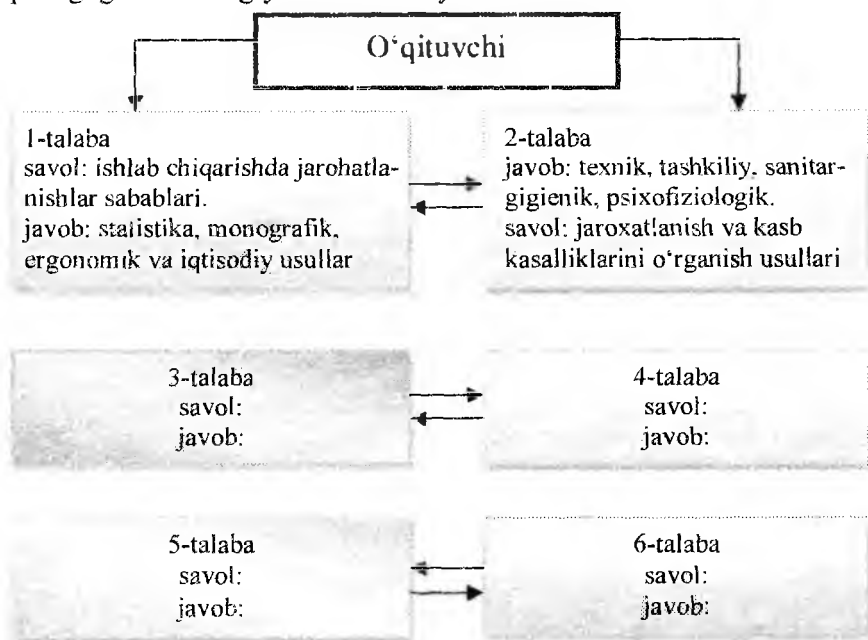 O‘qituvchi
1-talaba
savol: ishlab chiqarishda jarohatla-
nishlar sabablari.
javob: statistika, monografik,
ergonomik va iqtisodiy usullar
2-talaba
javob: texnik, tashkiliy, sanitar-
gigienik, psixofiziologik.
savol: jaroxatlanish va kasb
kasalliklarini o‘rganish usullari
3-talaba
savol:
javob:
4-talaba
savol:
javob:
5-talaba
savol:
javob:
6-talaba
savol:
javob: